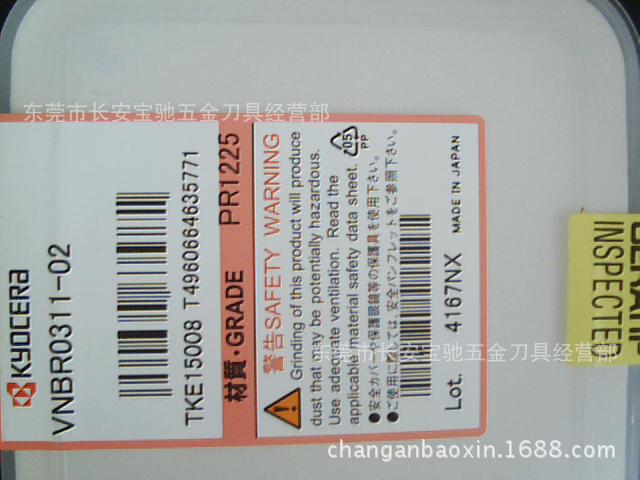 KYOCERA
VNBR0311-02
TKE15008 T4960664635771
材質・GRADE PR1225
警告SAFETY WARNING
Grinding of this product will produce
dust that may be potentially hazardous.
Use adequate ventilation. Read the
applicable material safety data sheet.
05
PP
●安全カバーや保護眼鏡等の保護具を使用下さい。
●ご使用に際しては、安全パンフレットをご参照下さい。
Lot. 4167NX MADE IN JAPAN
INSPECTED
东莞市长安宝驰五金刀具经营部
东莞市长安宝驰五金刀具经营部
changanbaoxin.1688.com